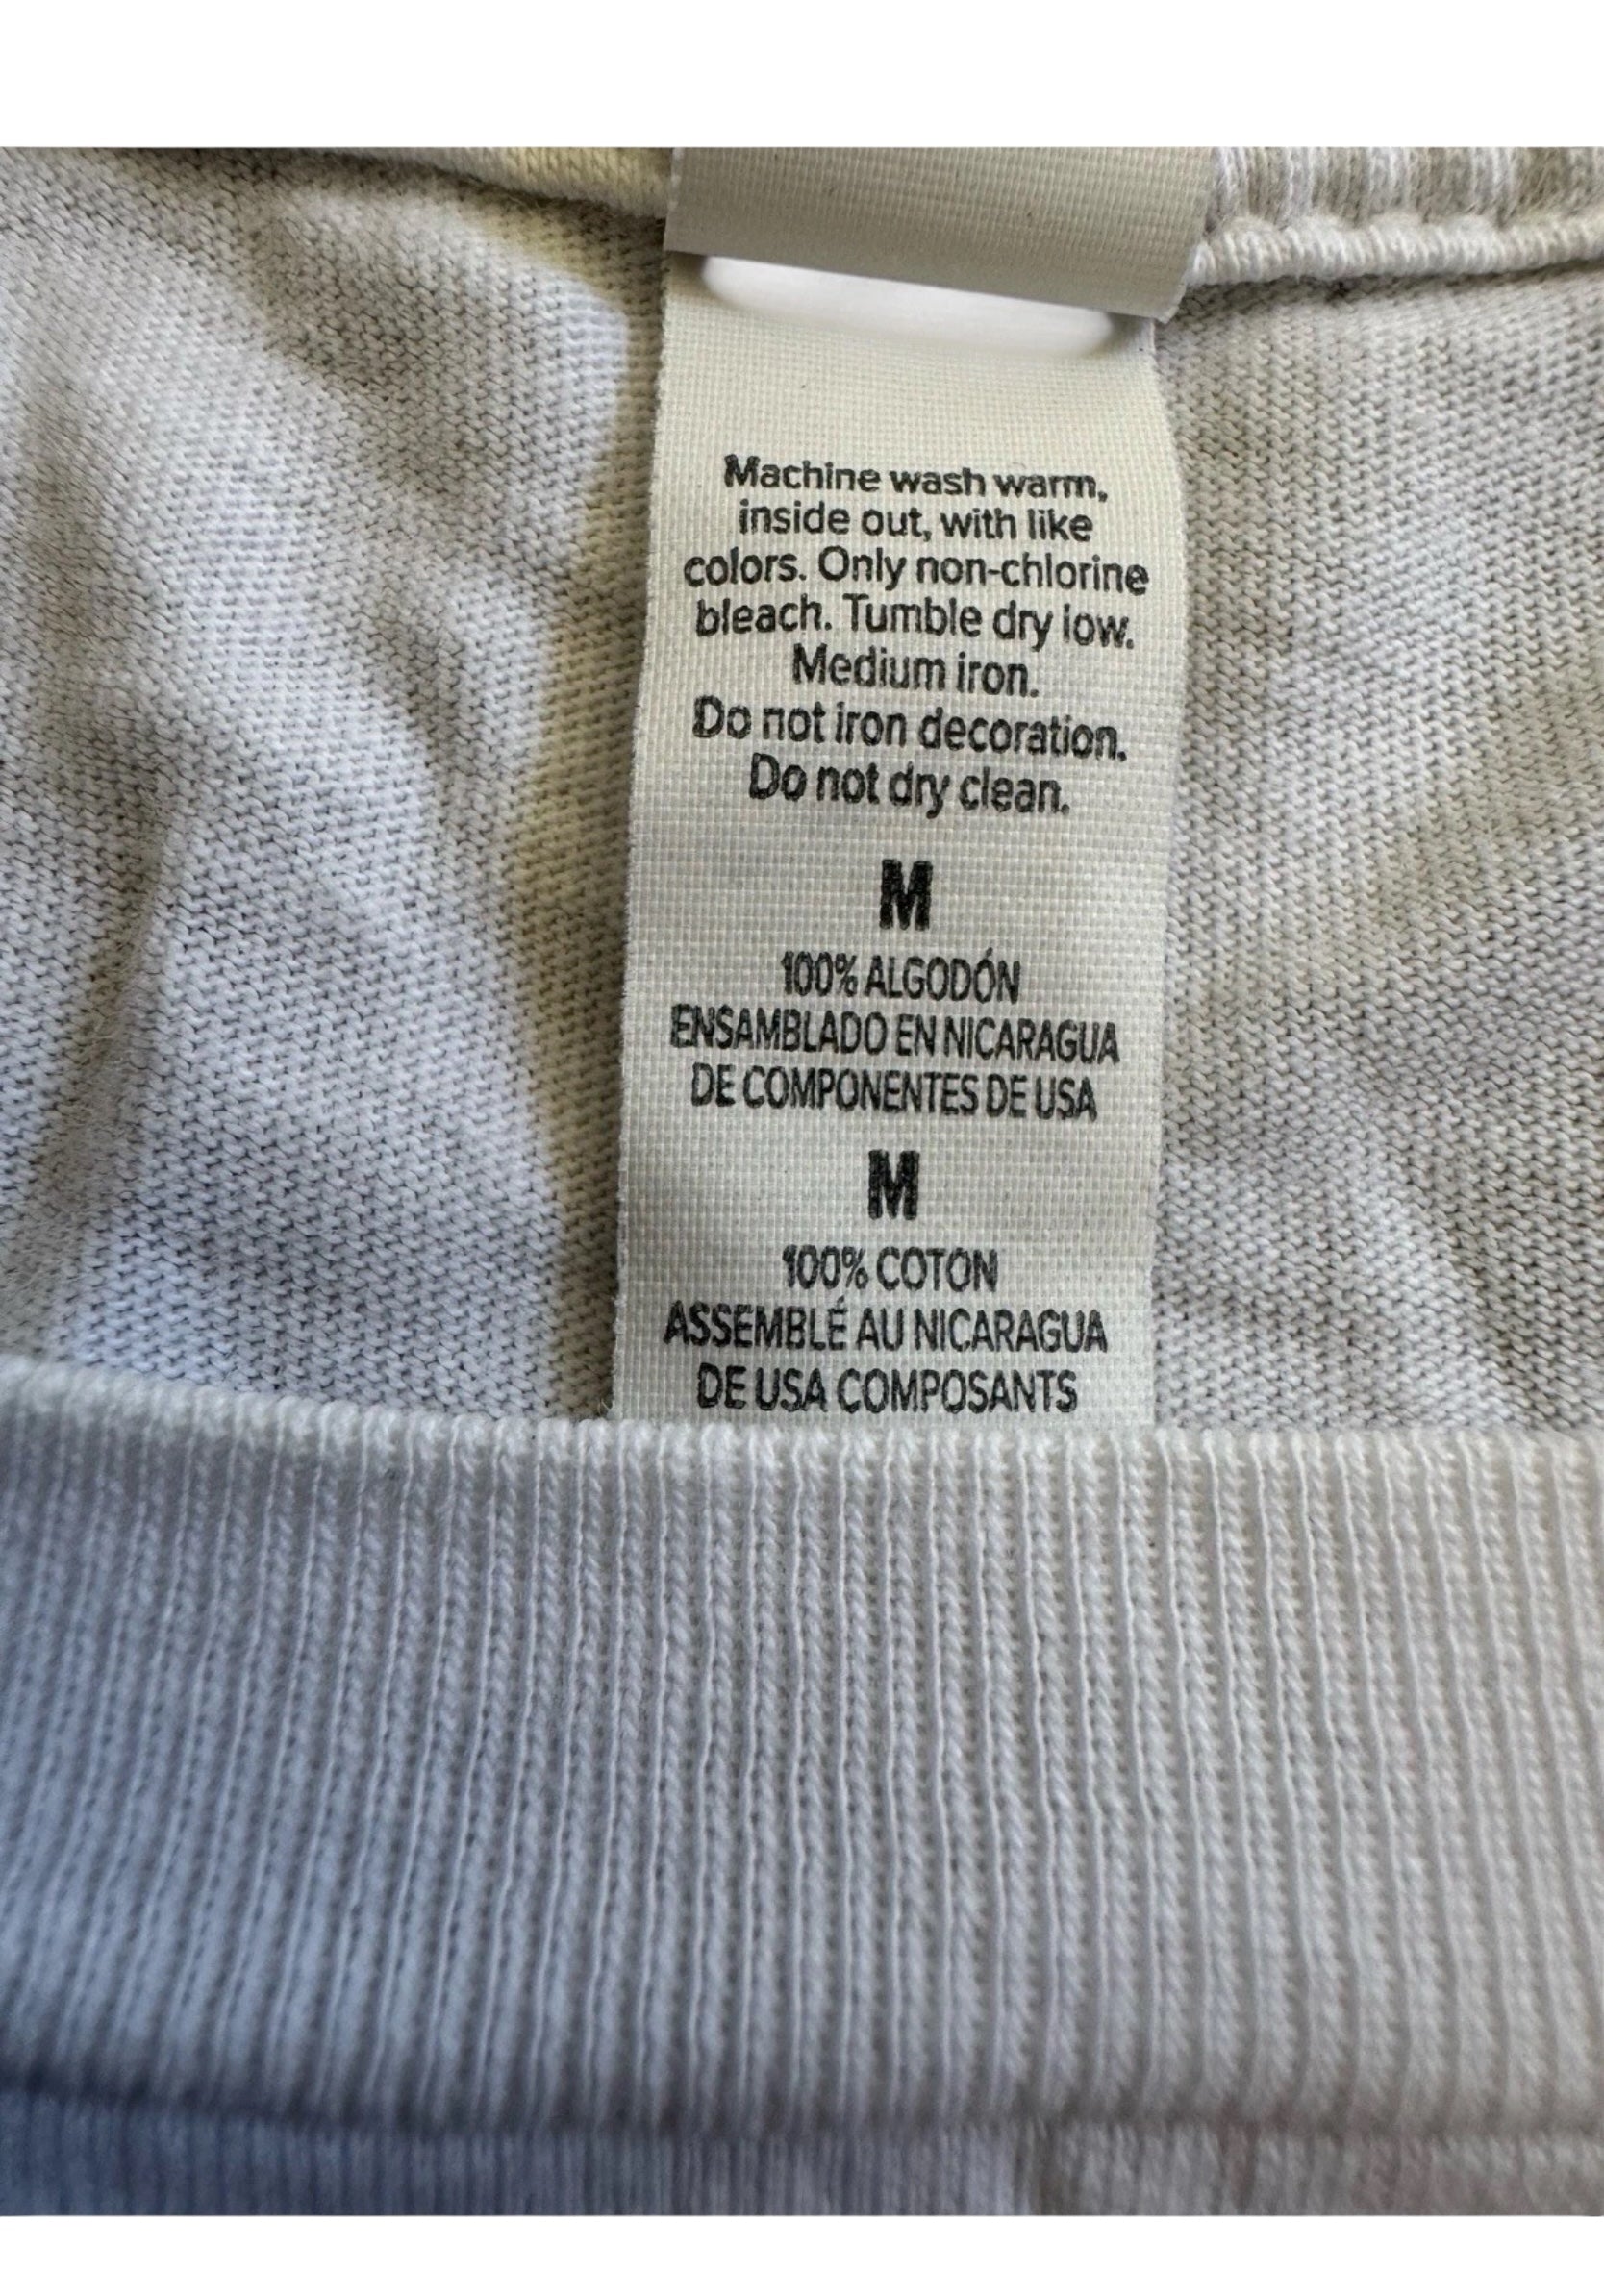 Machine wash warm,
inside out, with like
colors. Only non-chlorine
bleach. Tumble dry low.
Medium iron.
Do not iron decoration.
Do not dry clean.
M
100% ALGODÓN
ENSAMBLADO EN NICARAGUA
DE COMPONENTES DE USA
M
100% COTON
ASSEMBLÉ AU NICARAGUA
DE USA COMPOSANTS